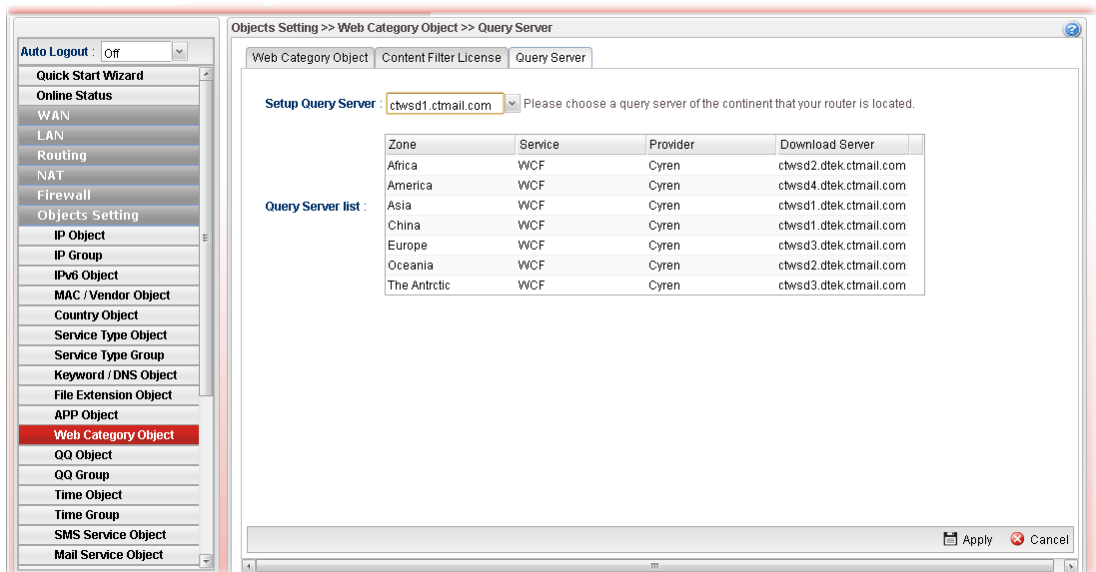 Objects Setting >> Web Category Object >> Query Server
Auto Logout : Off
Quick Start Wizard
Online Status
WAN
LAN
Routing
NAT
Firewall
Objects Setting
IP Object
IP Group
IPv6 Object
MAC / Vendor Object
Country Object
Service Type Object
Service Type Group
Keyword / DNS Object
File Extension Object
APP Object
Web Category Object
QQ Object
QQ Group
Time Object
Time Group
SMS Service Object
Mail Service Object
Web Category Object Content Filter License Query Server
Setup Query Server : ctwsd1.ctmail.com Please choose a query server of the continent that your router is located.
Query Server list :
Zone Service Provider Download Server
Africa WCF Cyren ctwsd2.dtek.ctmail.com
America WCF Cyren ctwsd4.dtek.ctmail.com
Asia WCF Cyren ctwsd1.dtek.ctmail.com
China WCF Cyren ctwsd1.dtek.ctmail.com
Europe WCF Cyren ctwsd3.dtek.ctmail.com
Oceania WCF Cyren ctwsd2.dtek.ctmail.com
The Antrctic WCF Cyren ctwsd3.dtek.ctmail.com
Apply Cancel